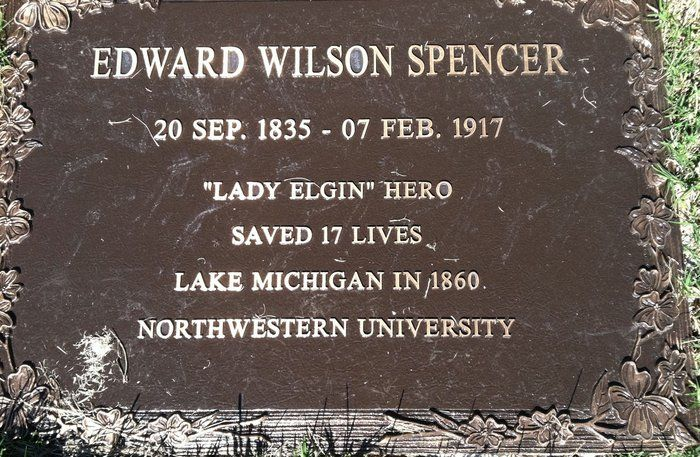 EDWARD WILSON SPENCER
20 SEP. 1835 - 07 FEB. 1917
"LADY ELGIN" HERO
SAVED 17 LIVES
LAKE MICHIGAN IN 1860
NORTHWESTERN UNIVERSITY